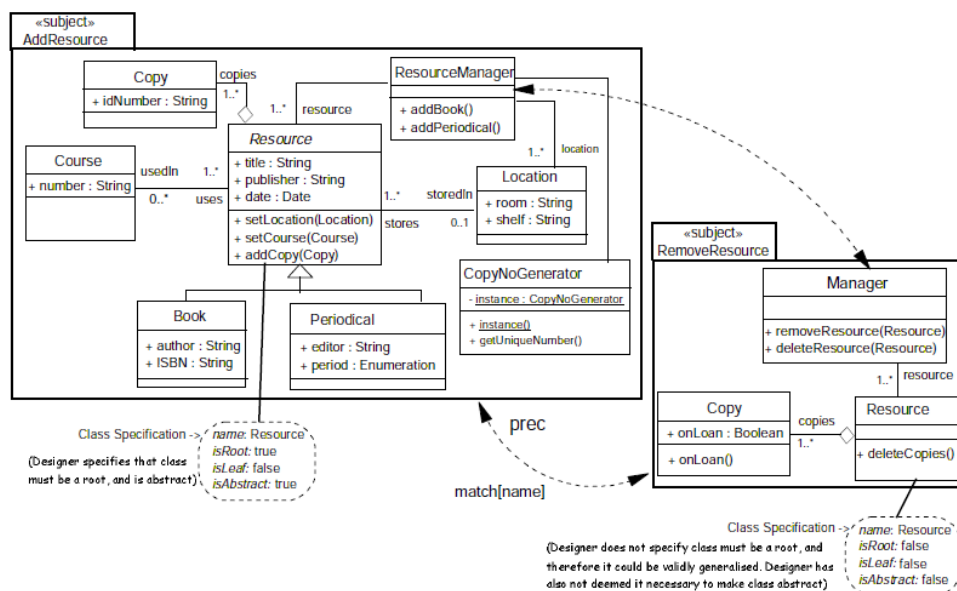 «subject»
AddResource
Copy
+ idNumber : String
copies
1..*
1..*
resource
ResourceManager
+ addBook()
+ addPeriodical()
Resource
+ title : String
+ publisher : String
+ date : Date
+ setLocation(Location)
+ setCourse(Course)
+ addCopy(Copy)
Course
+ number : String
usedIn
1..*
0..*
uses
1..*
location
Location
+ room : String
+ shelf : String
1..*
storedIn
stores
0..1
CopyNoGenerator
- instance : CopyNoGenerator
+ instance()
+ getUniqueNumber()
Book
+ author : String
+ ISBN : String
Periodical
+ editor : String
+ period : Enumeration
«subject»
RemoveResource
Manager
+ removeResource(Resource)
+ deleteResource(Resource)
1..*
resource
Copy
+ onLoan : Boolean
+ onLoan()
copies
1..*
Resource
+ deleteCopies()
prec
match[name]
Class Specification ->
name: Resource
isRoot: true
isLeaf: false
isAbstract: true
(Designer specifies that class
must be a root, and is abstract)
Class Specification ->
name: Resource
isRoot: false
isLeaf: false
isAbstract: false
(Designer does not specify class must be a root, and
therefore it could be validly generalised. Designer has
also not deemed it necessary to make class abstract)